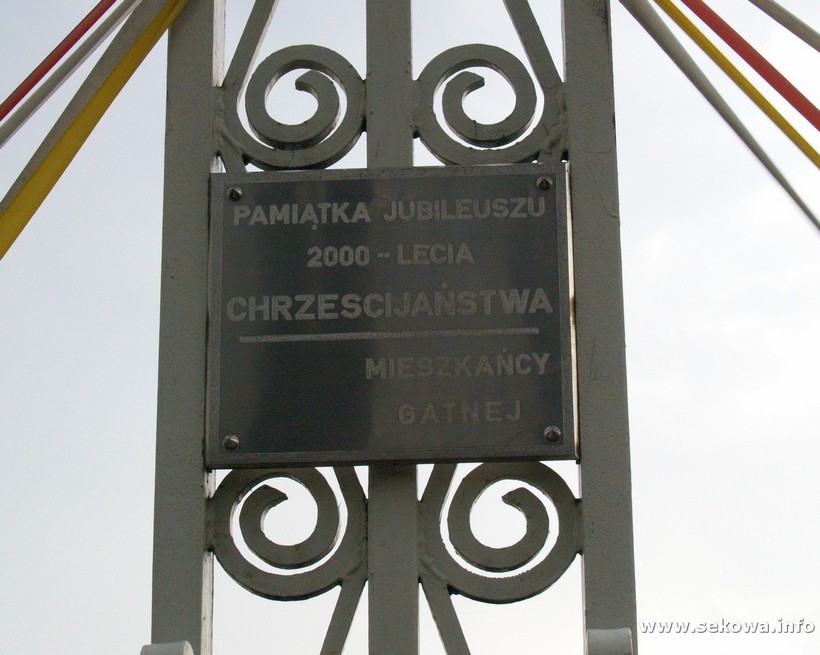 PAMIĄTKA JUBILEUSZU
2000 - LECIA
CHRZESCIJAŃSTWA
MIESZKAŃCY
GATNEJ
www.sekowa.info